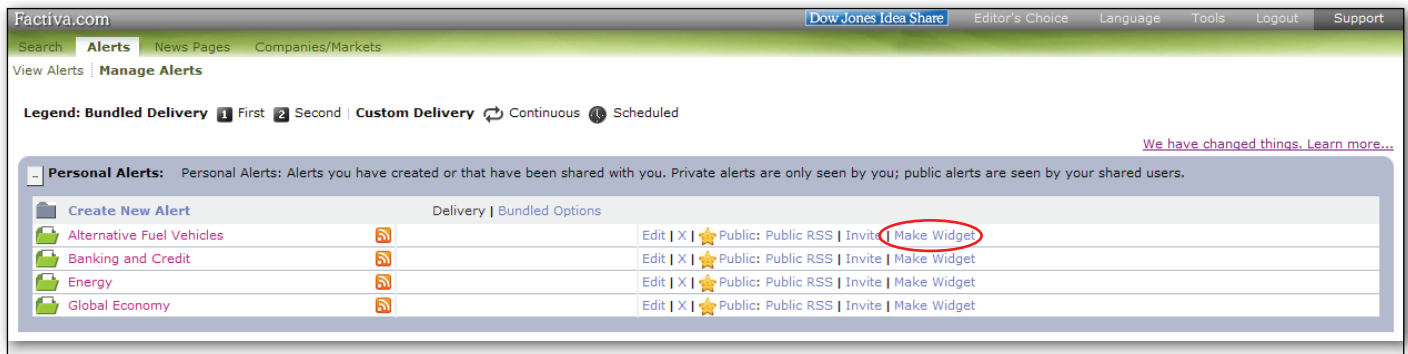 Factiva.com Dow Jones Idea Share Editor's Choice Language Tools Logout Support
Search Alerts News Pages Companies/Markets
View Alerts Manage Alerts
Legend: Bundled Delivery 1 First 2 Second | Custom Delivery Continuous Scheduled
We have changed things. Learn more...
- Personal Alerts: Personal Alerts: Alerts you have created or that have been shared with you. Private alerts are only seen by you; public alerts are seen by your shared users.
Create New Alert Delivery | Bundled Options
Alternative Fuel Vehicles Edit | X | Public: Public RSS | Invite | Make Widget
Banking and Credit Edit | X | Public: Public RSS | Invite | Make Widget
Energy Edit | X | Public: Public RSS | Invite | Make Widget
Global Economy Edit | X | Public: Public RSS | Invite | Make Widget